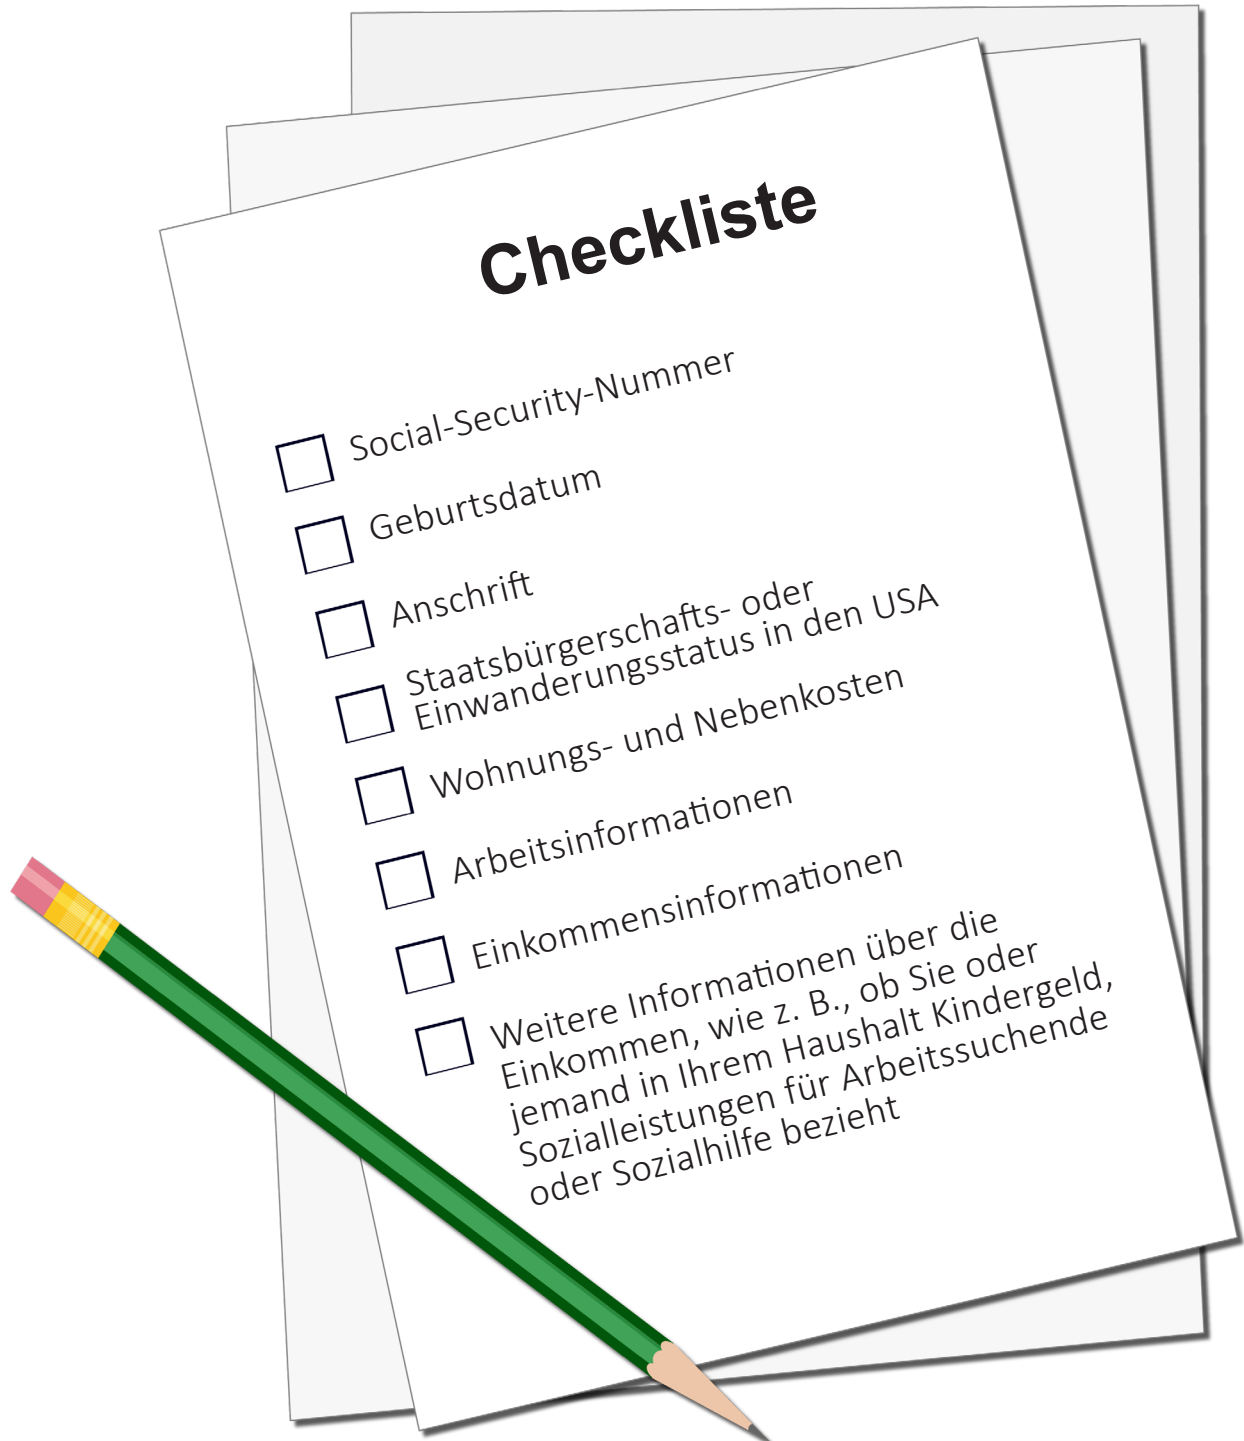 Checkliste
Social-Security-Nummer
Geburtsdatum
Anschrift
Staatsbürgerschafts- oder
Einwanderungsstatus in den USA
Wohnungs- und Nebenkosten
Arbeitsinformationen
Einkommensinformationen
Weitere Informationen über die
Einkommen, wie z. B., ob Sie oder
jemand in Ihrem Haushalt Kindergeld,
Sozialleistungen für Arbeitssuchende
oder Sozialhilfe bezieht